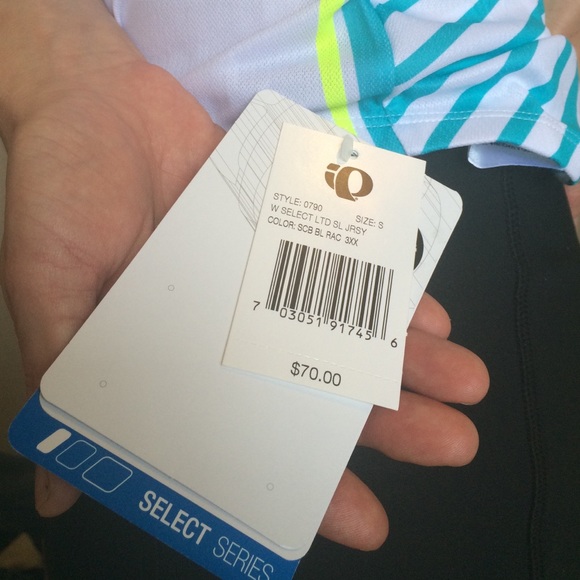 STYLE: 0790 SIZE: S
W SELECT LTD SL JRSY
COLOR: SCB BL RAC 3XX
7 03051 91745 6
$70.00
SELECT SERIES